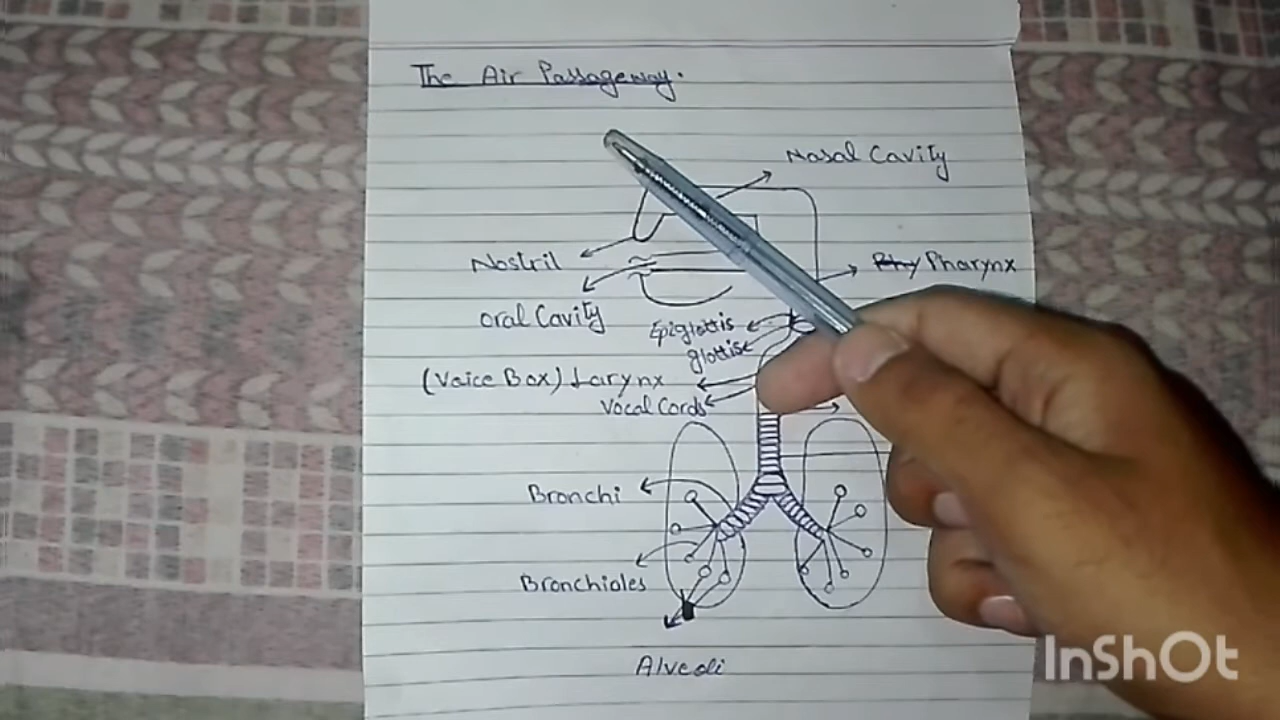 The Air Passageway.
Nasal Cavity
Nostril
Pharynx
Oral Cavity
Epiglottis
glottis
(Voice Box) Larynx
Vocal Cords
Bronchi
Bronchioles
Alveoli
InShOt